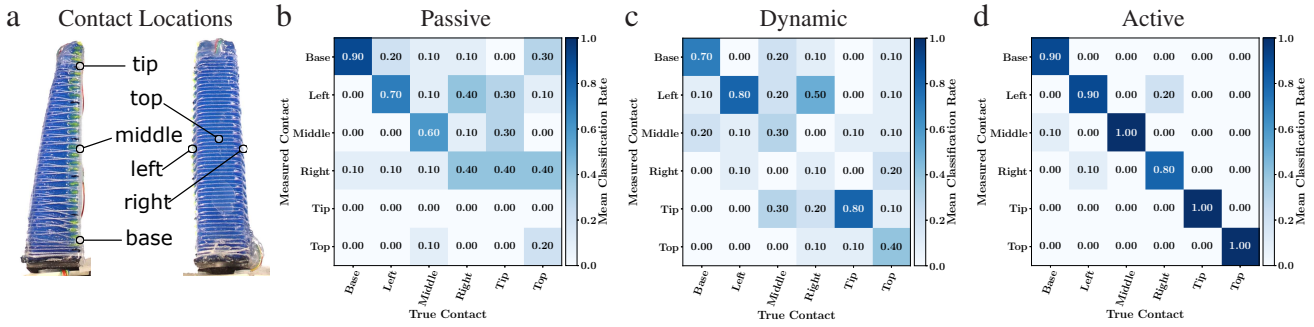 a Contact Locations
tip
top
middle
left
right
base
b Passive
Measured Contact
Base 0.90 0.20 0.10 0.10 0.00 0.30
Left 0.00 0.70 0.10 0.40 0.30 0.10
Middle 0.00 0.00 0.60 0.10 0.30 0.00
Right 0.10 0.10 0.10 0.40 0.40 0.40
Tip 0.00 0.00 0.00 0.00 0.00 0.00
Top 0.00 0.00 0.10 0.00 0.00 0.20
Base Left Middle Right Tip Top
True Contact
1.0
0.8
0.6
0.4
0.2
0.0
Mean Classification Rate
c Dynamic
Measured Contact
Base 0.70 0.00 0.20 0.10 0.00 0.10
Left 0.10 0.80 0.20 0.50 0.00 0.10
Middle 0.20 0.10 0.30 0.00 0.10 0.10
Right 0.00 0.10 0.00 0.10 0.00 0.20
Tip 0.00 0.00 0.30 0.20 0.80 0.10
Top 0.00 0.00 0.00 0.10 0.10 0.40
Base Left Middle Right Tip Top
True Contact
1.0
0.8
0.6
0.4
0.2
0.0
Mean Classification Rate
d Active
Measured Contact
Base 0.90 0.00 0.00 0.00 0.00 0.00
Left 0.00 0.90 0.00 0.20 0.00 0.00
Middle 0.10 0.00 1.00 0.00 0.00 0.00
Right 0.00 0.10 0.00 0.80 0.00 0.00
Tip 0.00 0.00 0.00 0.00 1.00 0.00
Top 0.00 0.00 0.00 0.00 0.00 1.00
Base Left Middle Right Tip Top
True Contact
1.0
0.8
0.6
0.4
0.2
0.0
Mean Classification Rate